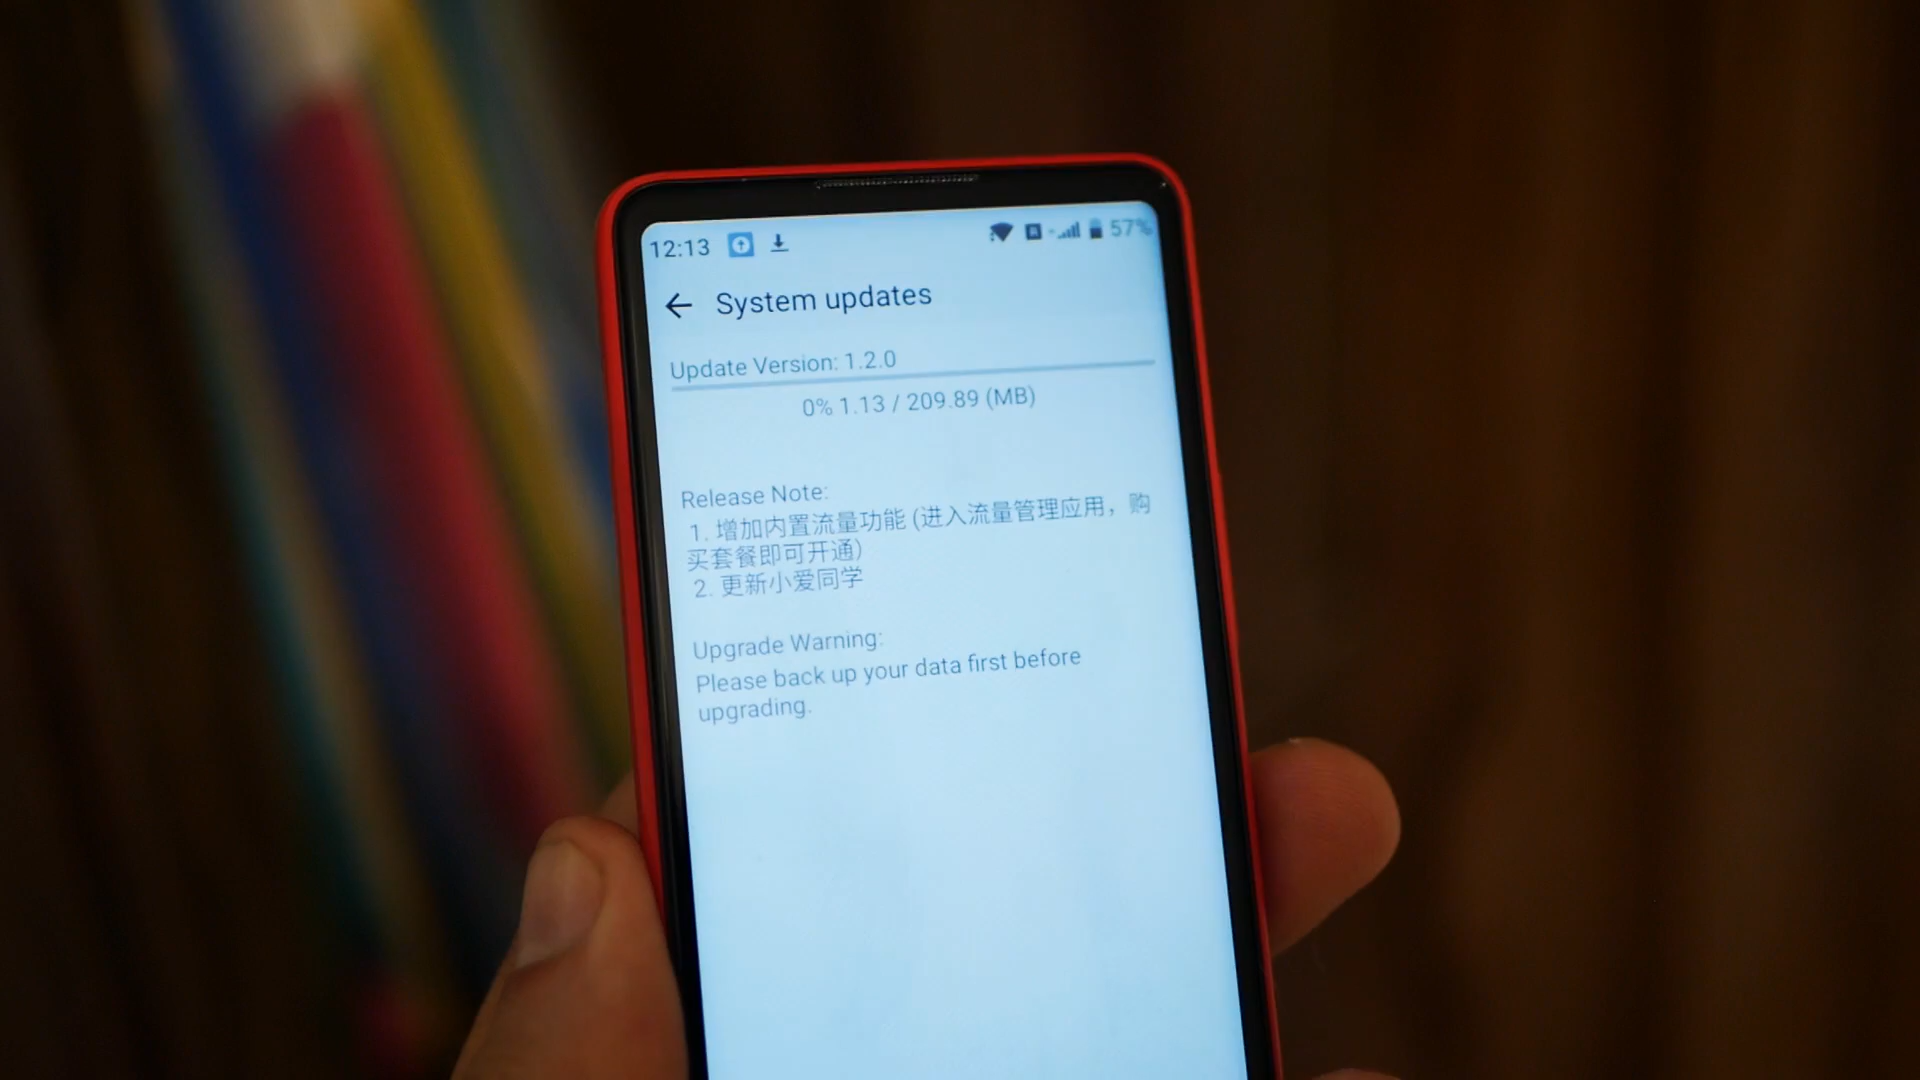 12:13 57%
System updates
Update Version: 1.2.0
0% 1.13 / 209.89 (MB)
Release Note:
1. 增加内置流量功能 (进入流量管理应用，购
买套餐即可开通)
2. 更新小爱同学
Upgrade Warning:
Please back up your data first before
upgrading.